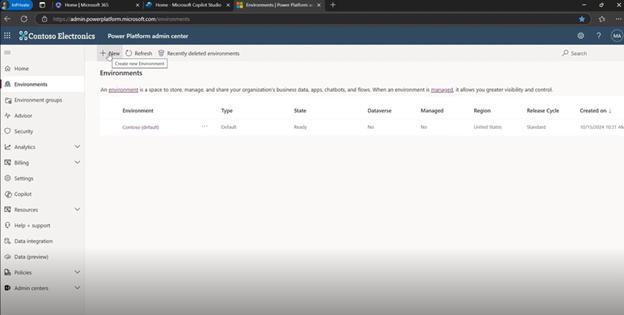 InPrivate
Home | Microsoft 365
Home - Microsoft Copilot Studio
Environments | Power Platform a
https://admin.powerplatform.microsoft.com/environments
Contoso Electronics
Power Platform admin center
MA
New
Refresh
Recently deleted environments
Search
Create new Environment
Home
Environments
Environment groups
Advisor
Security
Analytics
Billing
Settings
Copilot
Resources
Help + support
Data integration
Data (preview)
Policies
Admin centers
Environments
An environment is a space to store, manage, and share your organization's business data, apps, chatbots, and flows. When an environment is managed, it allows you greater visibility and control.
Environment Type State Dataverse Managed Region Release Cycle Created on ↓
Contoso (default) ··· Default Ready No No United States Standard 10/15/2024 10:31 AM